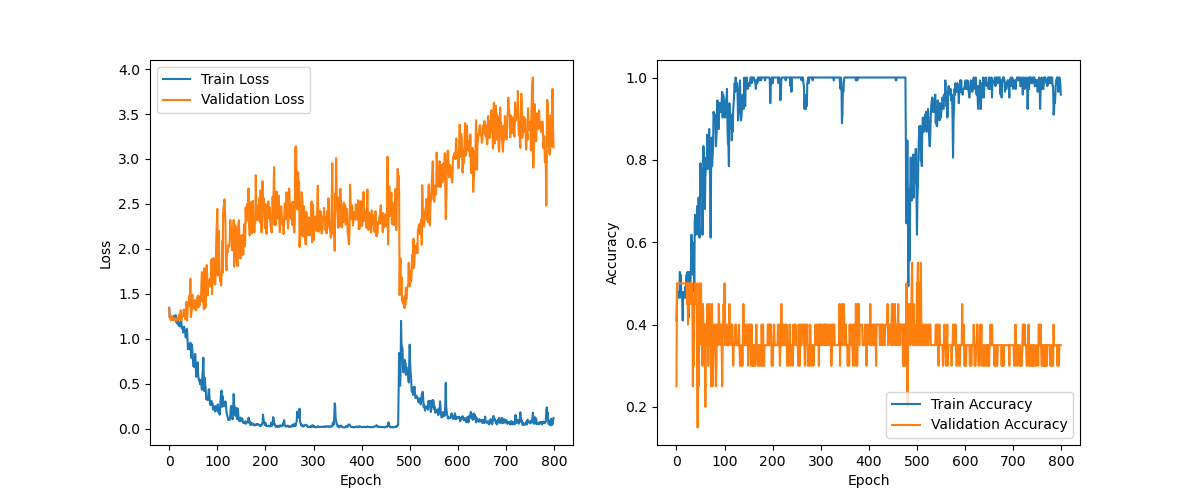 Train Loss
Validation Loss
Loss
4.0
3.5
3.0
2.5
2.0
1.5
1.0
0.5
0.0
0 100 200 300 400 500 600 700 800
Epoch
Accuracy
1.0
0.8
0.6
0.4
0.2
Train Accuracy
Validation Accuracy
0 100 200 300 400 500 600 700 800
Epoch